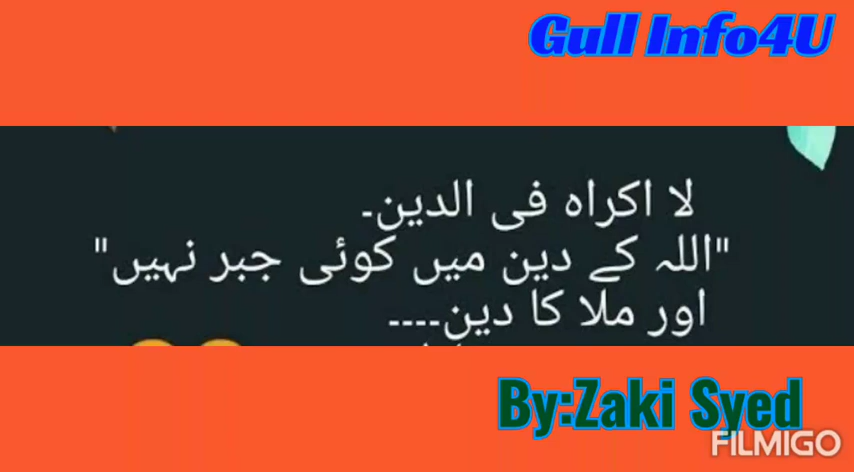 Gull Info4U
لا اکراہ فی الدین۔
"اللہ کے دین میں کوئی جبر نہیں"
اور ملا کا دین۔۔۔۔
By:Zaki Syed
FILMIGO